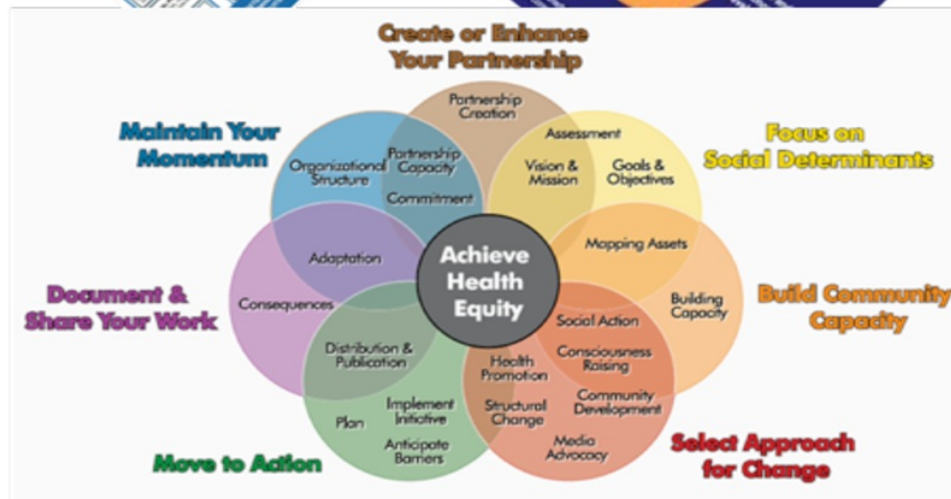 Create or Enhance
Your Partnership
Partnership
Creation
Maintain Your
Momentum
Focus on
Social Determinants
Assessment
Organizational
Structure
Partnership
Capacity
Commitment
Vision &
Mission
Goals &
Objectives
Mapping Assets
Adaptation
Achieve
Health
Equity
Document &
Share Your Work
Consequences
Building
Capacity
Build Community
Capacity
Social Action
Distribution &
Publication
Health
Promotion
Consciousness
Raising
Plan
Implement
Initiative
Structural
Change
Community
Development
Anticipate
Barriers
Media
Advocacy
Move to Action
Select Approach
for Change